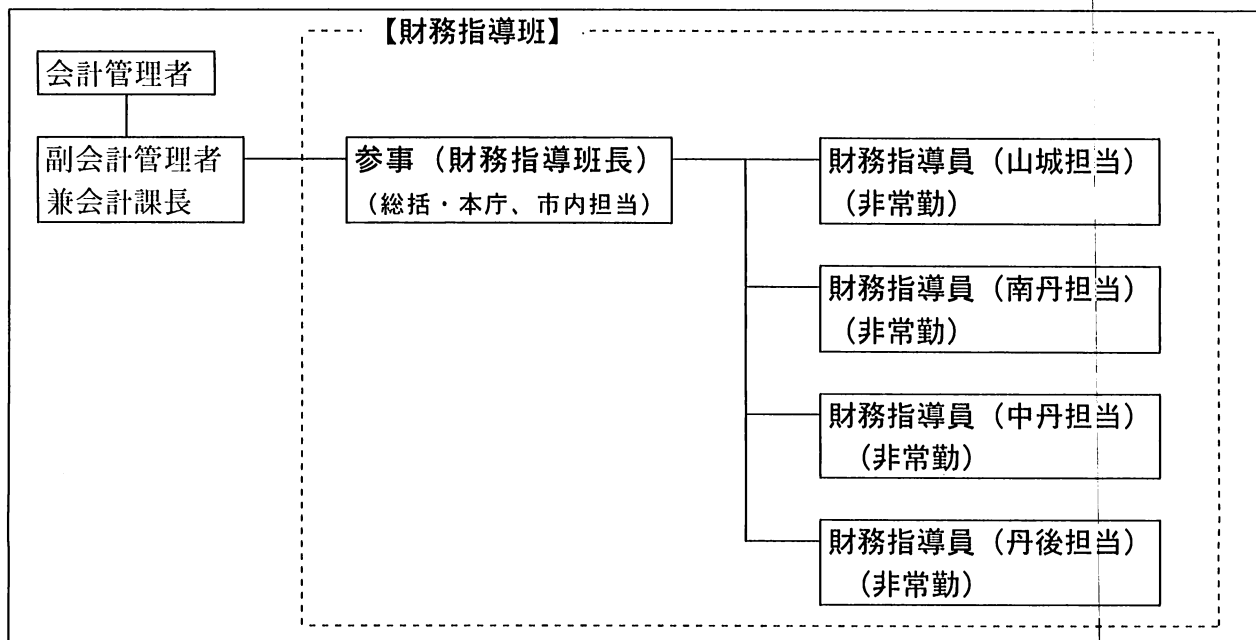 【財務指導班】
会計管理者
副会計管理者
兼会計課長
参事（財務指導班長）
（総括・本庁、市内担当）
財務指導員（山城担当）
（非常勤）
財務指導員（南丹担当）
（非常勤）
財務指導員（中丹担当）
（非常勤）
財務指導員（丹後担当）
（非常勤）